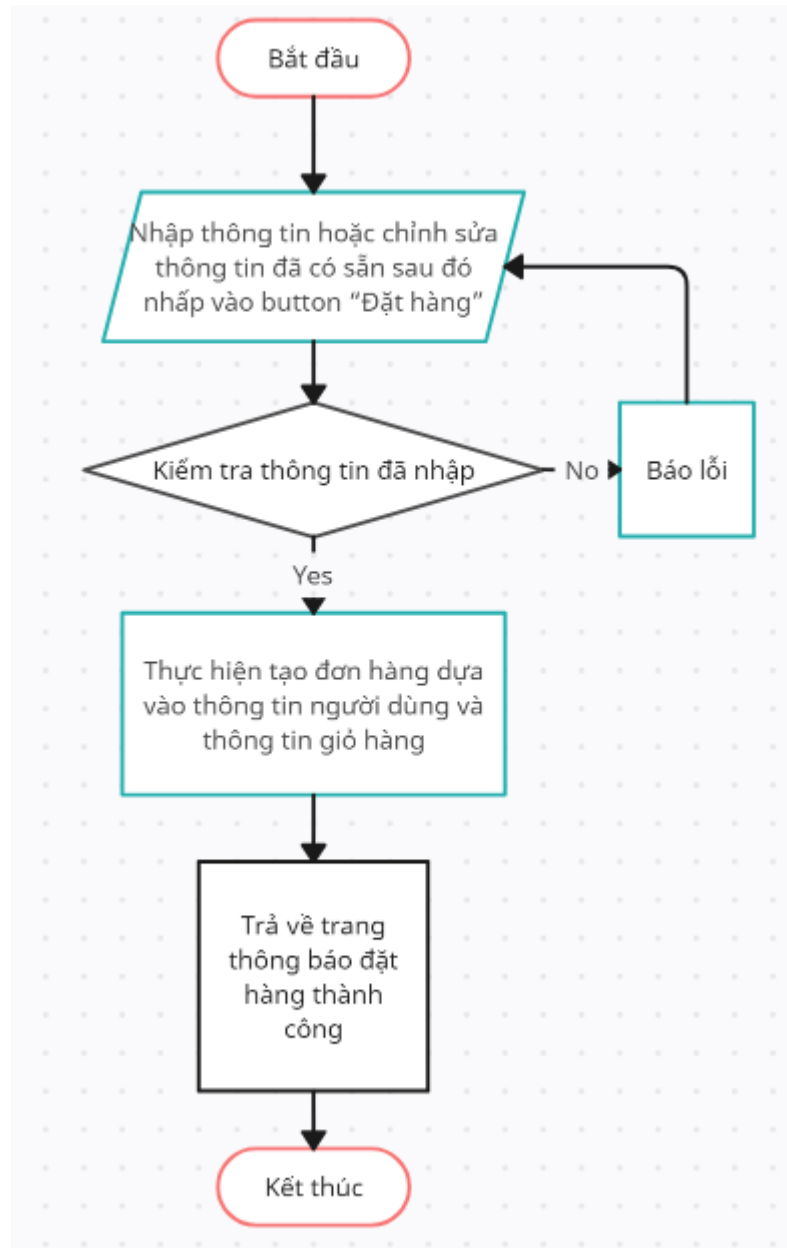 Bắt đầu
Nhập thông tin hoặc chỉnh sửa
thông tin đã có sẵn sau đó
nhấp vào button “Đặt hàng”
Kiểm tra thông tin đã nhập
No
Báo lỗi
Yes
Thực hiện tạo đơn hàng dựa
vào thông tin người dùng và
thông tin giỏ hàng
Trả về trang
thông báo đặt
hàng thành
công
Kết thúc